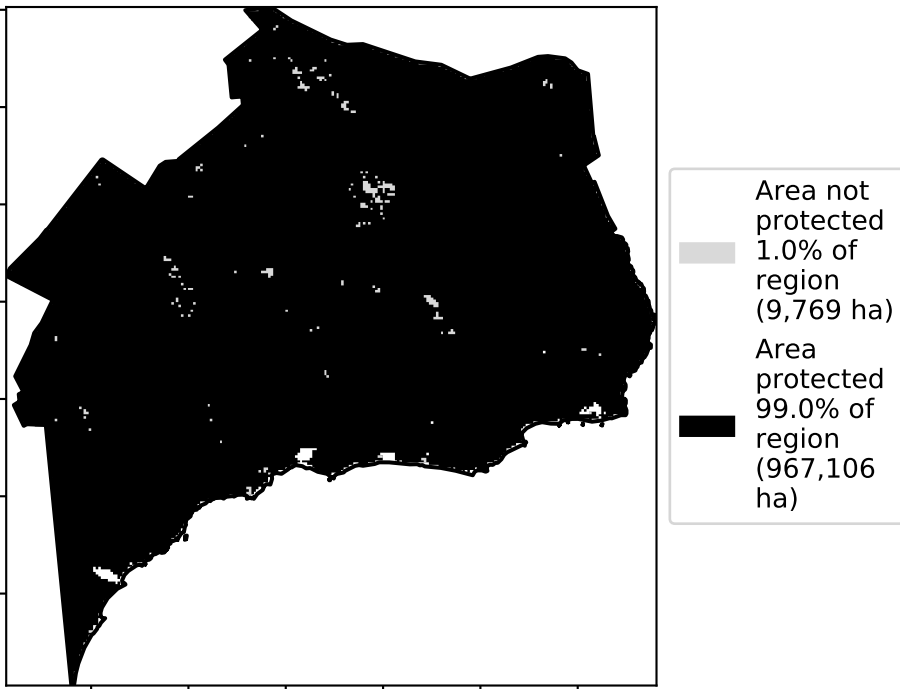 Area not
protected
1.0% of
region
(9,769 ha)
Area
protected
99.0% of
region
(967,106
ha)